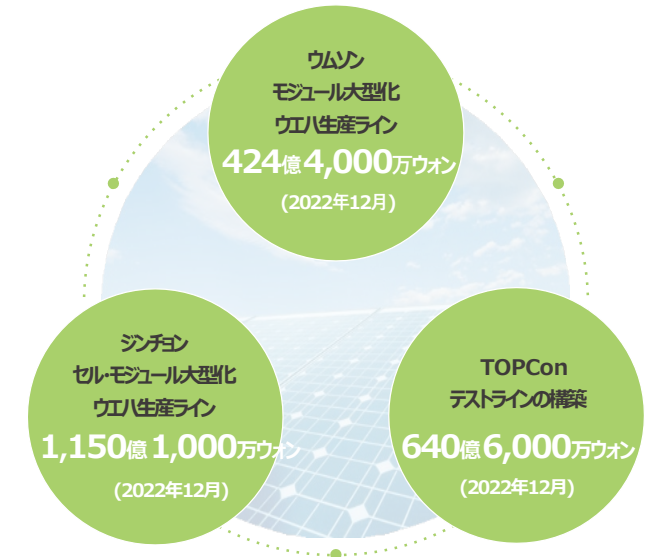 ウムソン
モジュール大型化
ウエハ生産ライン
424億4,000万ウォン
(2022年12月)
ジンチョン
セル・モジュール大型化
ウエハ生産ライン
1,150億1,000万ウォン
(2022年12月)
TOPCon
テストラインの構築
640億6,000万ウォン
(2022年12月)